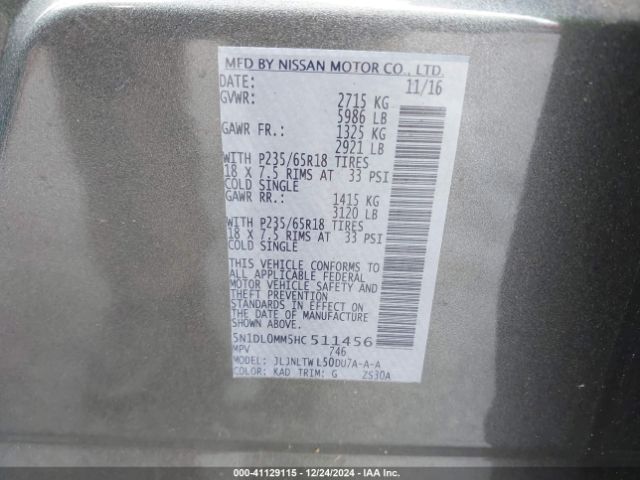 MFD BY NISSAN MOTOR CO., LTD.
DATE: 11/16
GVWR: 2715 KG
5986 LB
GAWR FR.: 1325 KG
2921 LB
WITH P235/65R18 TIRES
18 X 7.5 RIMS AT 33 PSI
COLD SINGLE
GAWR RR.: 1415 KG
3120 LB
WITH P235/65R18 TIRES
18 X 7.5 RIMS AT 33 PSI
COLD SINGLE
THIS VEHICLE CONFORMS TO
ALL APPLICABLE FEDERAL
MOTOR VEHICLE SAFETY AND
THEFT PREVENTION
STANDARDS IN EFFECT ON
THE DATE OF MANUFACTURE
SHOWN ABOVE.
5N1DL0MM5HC 511456
MPV 746
MODEL: JLJNLTWL50DU7A-A-A
COLOR: KAD TRIM: G ZS30A
000-41129115 - 12/24/2024 - IAA Inc.